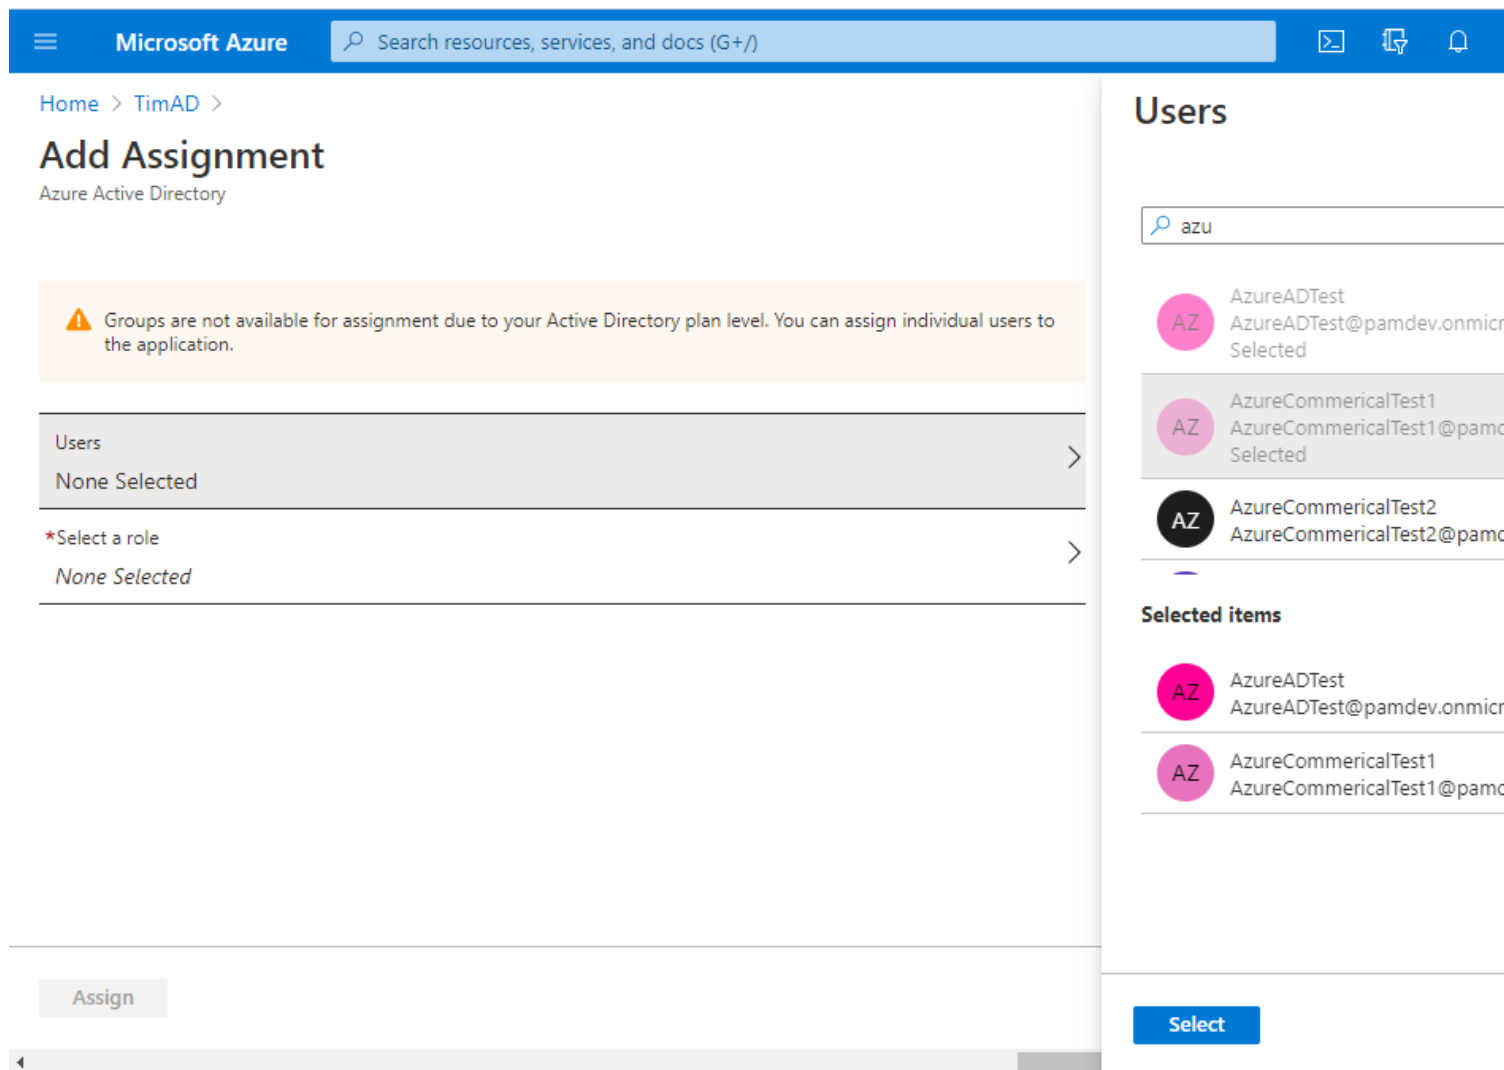 Microsoft Azure
Search resources, services, and docs (G+/)
Home > TimAD >
Add Assignment
Azure Active Directory
Groups are not available for assignment due to your Active Directory plan level. You can assign individual users to
the application.
Users
None Selected
*Select a role
None Selected
Assign
Users
azu
AZ
AzureADTest
AzureADTest@pamdev.onmicr
Selected
AZ
AzureCommericalTest1
AzureCommericalTest1@pamd
Selected
AZ
AzureCommericalTest2
AzureCommericalTest2@pamd
Selected items
AZ
AzureADTest
AzureADTest@pamdev.onmicr
AZ
AzureCommericalTest1
AzureCommericalTest1@pamd
Select